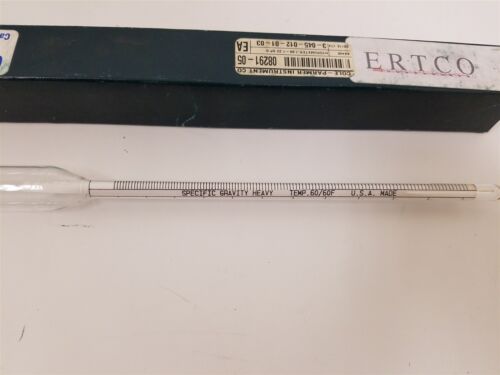 ERTCO
COLE - PARMER INSTRUMENT CO
08291-05
EA
3-045-012-01-03
SPECIFIC GRAVITY HEAVY TEMP.60/60F U.S.A. MADE